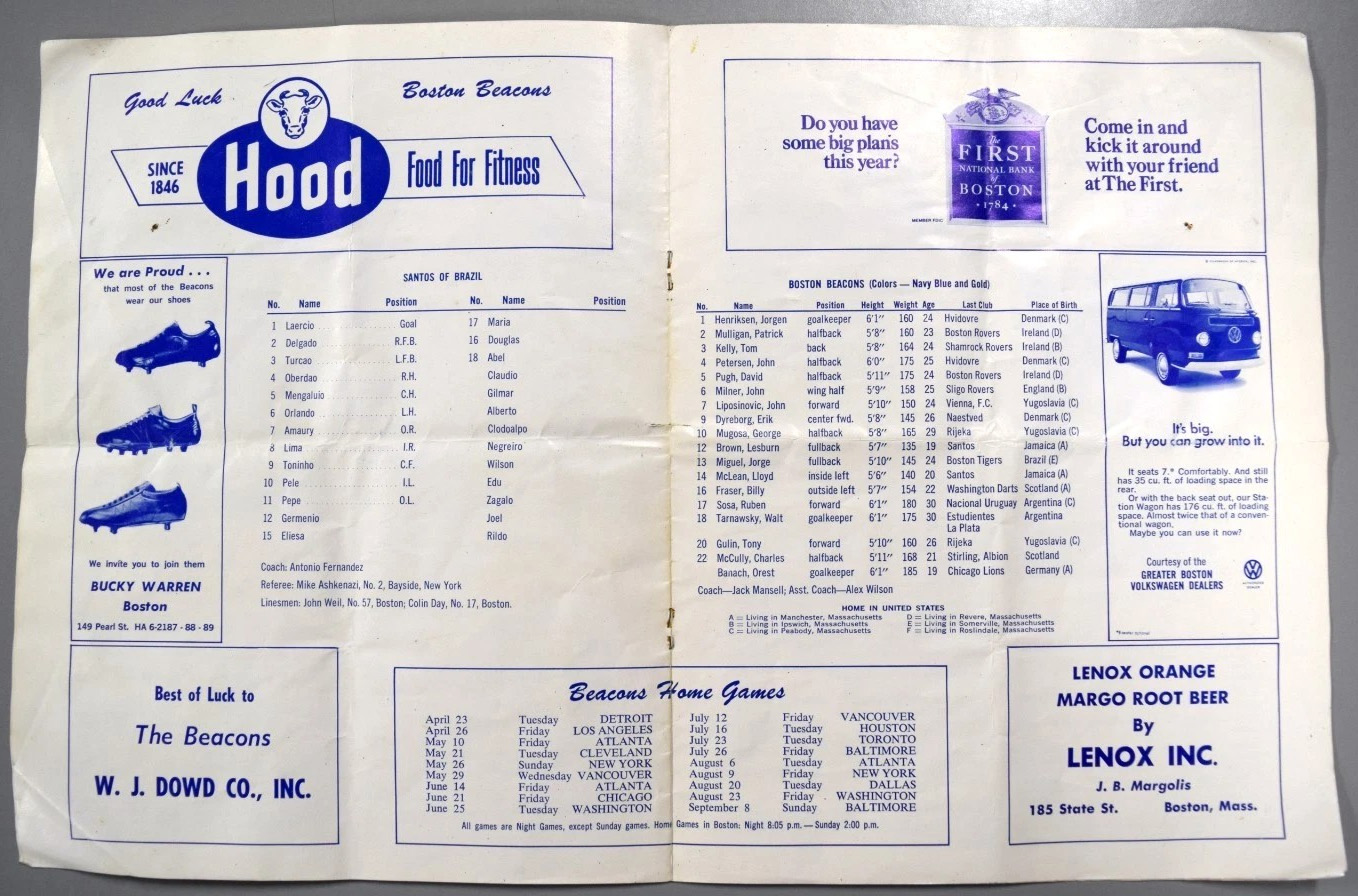 Good Luck Boston Beacons
SINCE 1846 Hood Food For Fitness
Do you have
some big plans
this year?
The
FIRST
NATIONAL BANK
of
BOSTON
• 1784 •
MEMBER FDIC
Come in and
kick it around
with your friend
at The First.
We are Proud . . .
that most of the Beacons
wear our shoes
We invite you to join them
BUCKY WARREN
Boston
149 Pearl St. HA 6-2187 - 88 - 89
SANTOS OF BRAZIL
No. Name Position No. Name Position
1 Laercio Goal 17 Maria
2 Delgado R.F.B. 16 Douglas
3 Turcao L.F.B. 18 Abel
4 Oberdao R.H. Claudio
5 Mengaluio C.H. Gilmar
6 Orlando L.H. Alberto
7 Amaury O.R. Clodoalpo
8 Lima I.R. Negreiro
9 Toninho C.F. Wilson
10 Pele I.L. Edu
11 Pepe O.L. Zagalo
12 Germenio Joel
15 Eliesa Rildo
Coach: Antonio Fernandez
Referee: Mike Ashkenazi, No. 2, Bayside, New York
Linesmen: John Weil, No. 57, Boston; Colin Day, No. 17, Boston.
BOSTON BEACONS (Colors — Navy Blue and Gold)
No. Name Position Height Weight Age Last Club Place of Birth
1 Henriksen, Jorgen goalkeeper 6'1" 160 24 Hvidovre Denmark (C)
2 Mulligan, Patrick halfback 5'8" 160 23 Boston Rovers Ireland (D)
3 Kelly, Tom back 5'8" 164 24 Shamrock Rovers Ireland (B)
4 Petersen, John halfback 6'0" 175 25 Hvidovre Denmark (C)
5 Pugh, David halfback 5'11" 175 24 Boston Rovers Ireland (D)
6 Milner, John wing half 5'9" 158 25 Sligo Rovers England (B)
7 Liposinovic, John forward 5'10" 150 24 Vienna, F.C. Yugoslavia (C)
9 Dyreborg, Erik center fwd. 5'8" 145 26 Naestved Denmark (C)
10 Mugosa, George halfback 5'8" 165 29 Rijeka Yugoslavia (C)
12 Brown, Lesburn fullback 5'7" 135 19 Santos Jamaica (A)
13 Miguel, Jorge fullback 5'10" 145 24 Boston Tigers Brazil (E)
14 McLean, Lloyd inside left 5'6" 140 20 Santos Jamaica (A)
16 Fraser, Billy outside left 5'7" 154 22 Washington Darts Scotland (A)
17 Sosa, Ruben forward 6'1" 180 30 Nacional Uruguay Argentina (C)
18 Tarnawsky, Walt goalkeeper 6'1" 175 30 Estudientes Argentina
La Plata
20 Gulin, Tony forward 5'10" 160 26 Rijeka Yugoslavia (C)
22 McCully, Charles halfback 5'11" 168 21 Stirling, Albion Scotland
Banach, Orest goalkeeper 6'1" 185 19 Chicago Lions Germany (A)
Coach—Jack Mansell; Asst. Coach—Alex Wilson
HOME IN UNITED STATES
A = Living in Manchester, Massachusetts D = Living in Revere, Massachusetts
B = Living in Ipswich, Massachusetts E = Living in Somerville, Massachusetts
C = Living in Peabody, Massachusetts F = Living in Roslindale, Massachusetts
It's big.
But you can grow into it.
It seats 7.* Comfortably. And still
has 35 cu. ft. of loading space in the
rear.
Or with the back seat out, our Sta-
tion Wagon has 176 cu. ft. of loading
space. Almost twice that of a conven-
tional wagon.
Maybe you can use it now?
Courtesy of the
GREATER BOSTON
VOLKSWAGEN DEALERS
AUTHORIZED
DEALER
Best of Luck to
The Beacons
W. J. DOWD CO., INC.
Beacons Home Games
April 23 Tuesday DETROIT July 12 Friday VANCOUVER
April 26 Friday LOS ANGELES July 16 Tuesday HOUSTON
May 10 Friday ATLANTA July 23 Tuesday TORONTO
May 21 Tuesday CLEVELAND July 26 Friday BALTIMORE
May 26 Sunday NEW YORK August 6 Tuesday ATLANTA
May 29 Wednesday VANCOUVER August 9 Friday NEW YORK
June 14 Friday ATLANTA August 20 Tuesday DALLAS
June 21 Friday CHICAGO August 23 Friday WASHINGTON
June 25 Tuesday WASHINGTON September 8 Sunday BALTIMORE
All games are Night Games, except Sunday games. Home Games in Boston: Night 8:05 p.m. — Sunday 2:00 p.m.
LENOX ORANGE
MARGO ROOT BEER
By
LENOX INC.
J. B. Margolis
185 State St. Boston, Mass.